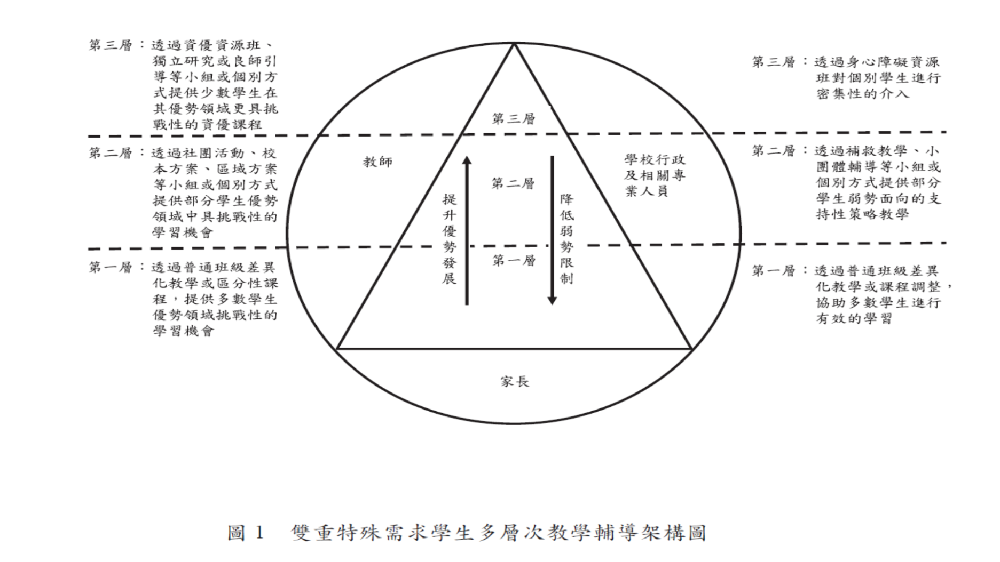 第三層：透過資優資源班、
獨立研究或良師引
導等小組或個別方
式提供少數學生在
其優勢領域更具挑
戰性的資優課程
第二層：透過社團活動、校
本方案、區域方案
等小組或個別方式
提供部分學生優勢
領域中具挑戰性的
學習機會
第一層：透過普通班級差異
化教學或區分性課
程，提供多數學生
優勢領域挑戰性的
學習機會
第三層
教師
學校行政
及相關專
業人員
第二層
提升優勢發展
降低弱勢限制
第一層
家長
第三層：透過身心障礙資源
班對個別學生進行
密集性的介入
第二層：透過補救教學、小
團體輔導等小組或
個別方式提供部分
學生弱勢面向的支
持性策略教學
第一層：透過普通班級差異
化教學或課程調整，
協助多數學生進行
有效的學習
圖 1　雙重特殊需求學生多層次教學輔導架構圖